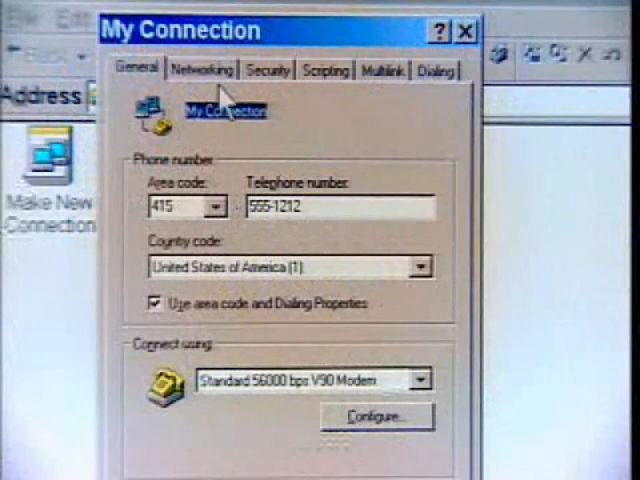 My Connection
General Networking Security Scripting Multilink Dialing
Address
My Connection
Make New
Connection
Phone number
Area code: Telephone number:
415 - 555-1212
Country code:
United States of America (1)
Use area code and Dialing Properties
Connect using:
Standard 56000 bps V90 Modem
Configure...